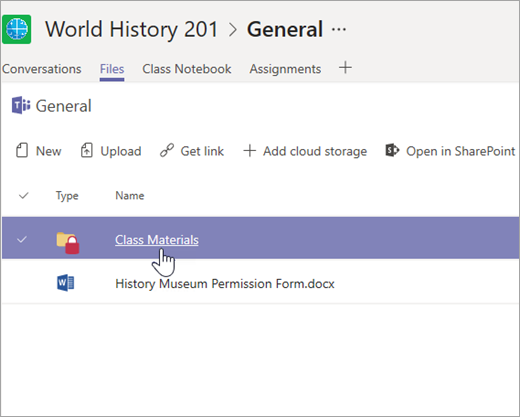 World History 201 > General ···
Conversations Files Class Notebook Assignments +
General
New Upload Get link + Add cloud storage Open in SharePoint
Type Name
Class Materials
History Museum Permission Form.docx